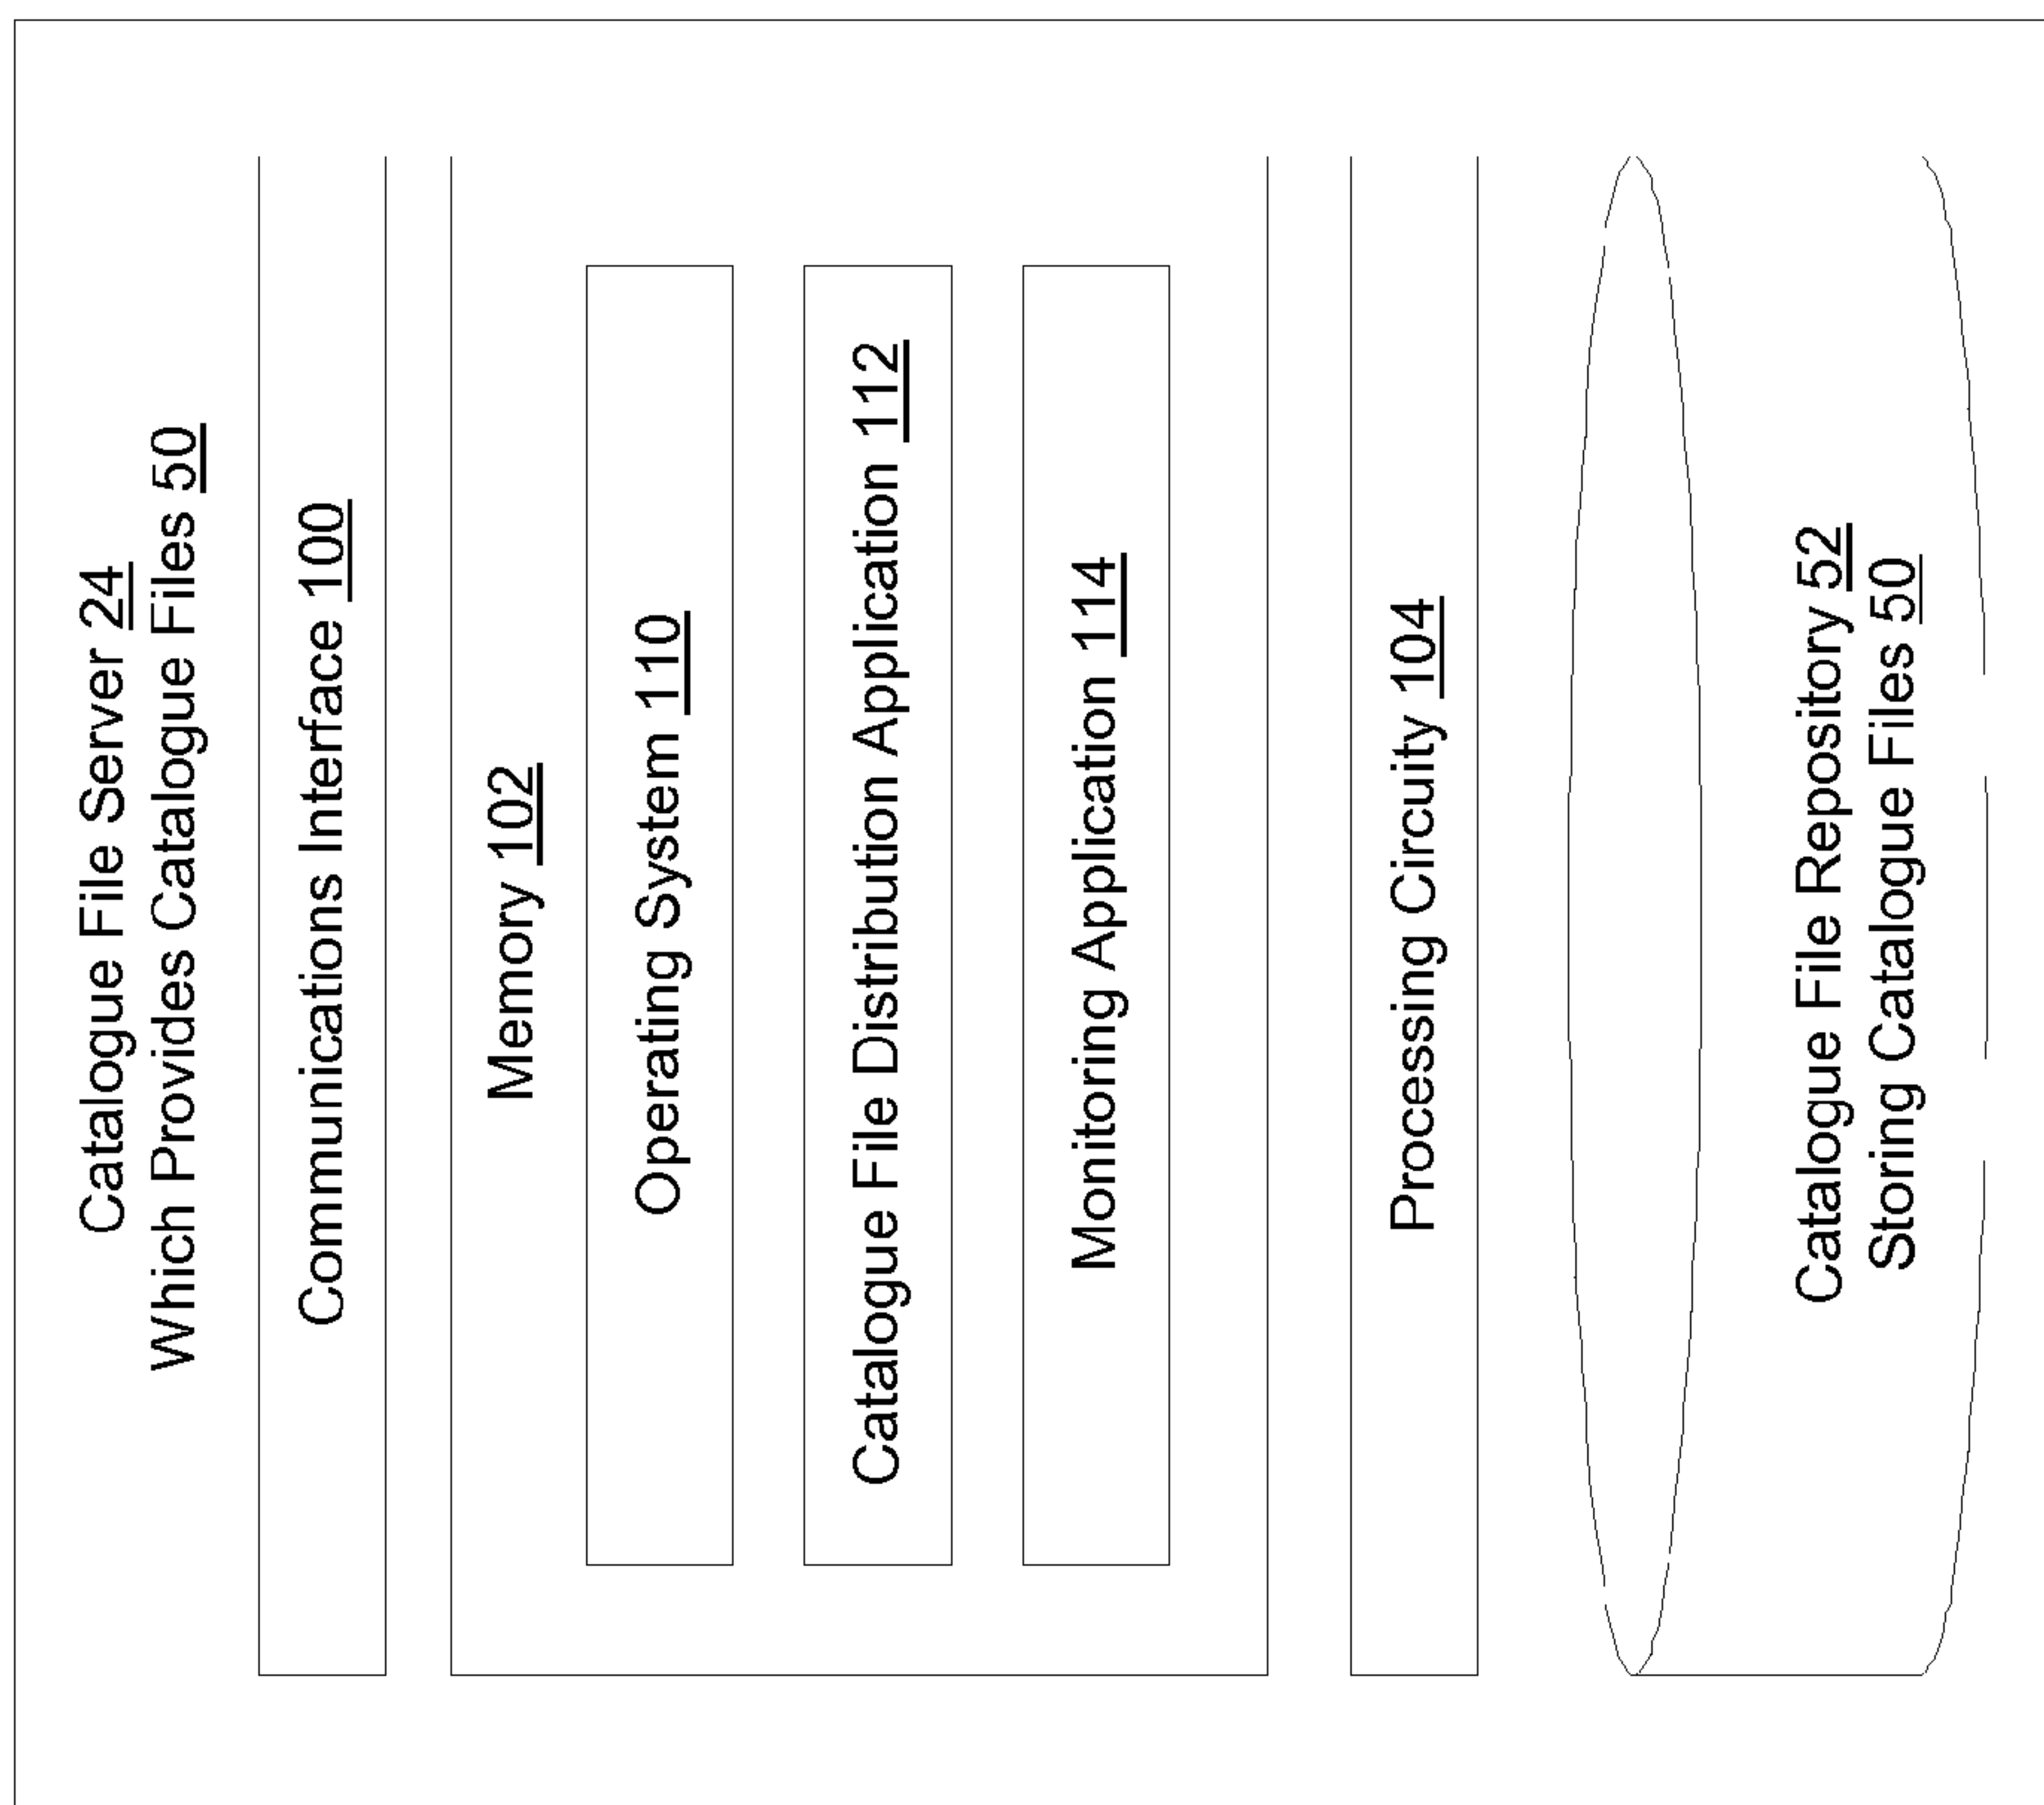 Catalogue File Server 24
Which Provides Catalogue Files 50
Communications Interface 100
Memory 102
Operating System 110
Catalogue File Distribution Application 112
Monitoring Application 114
Processing Circuity 104
Catalogue File Repository 52
Storing Catalogue Files 50